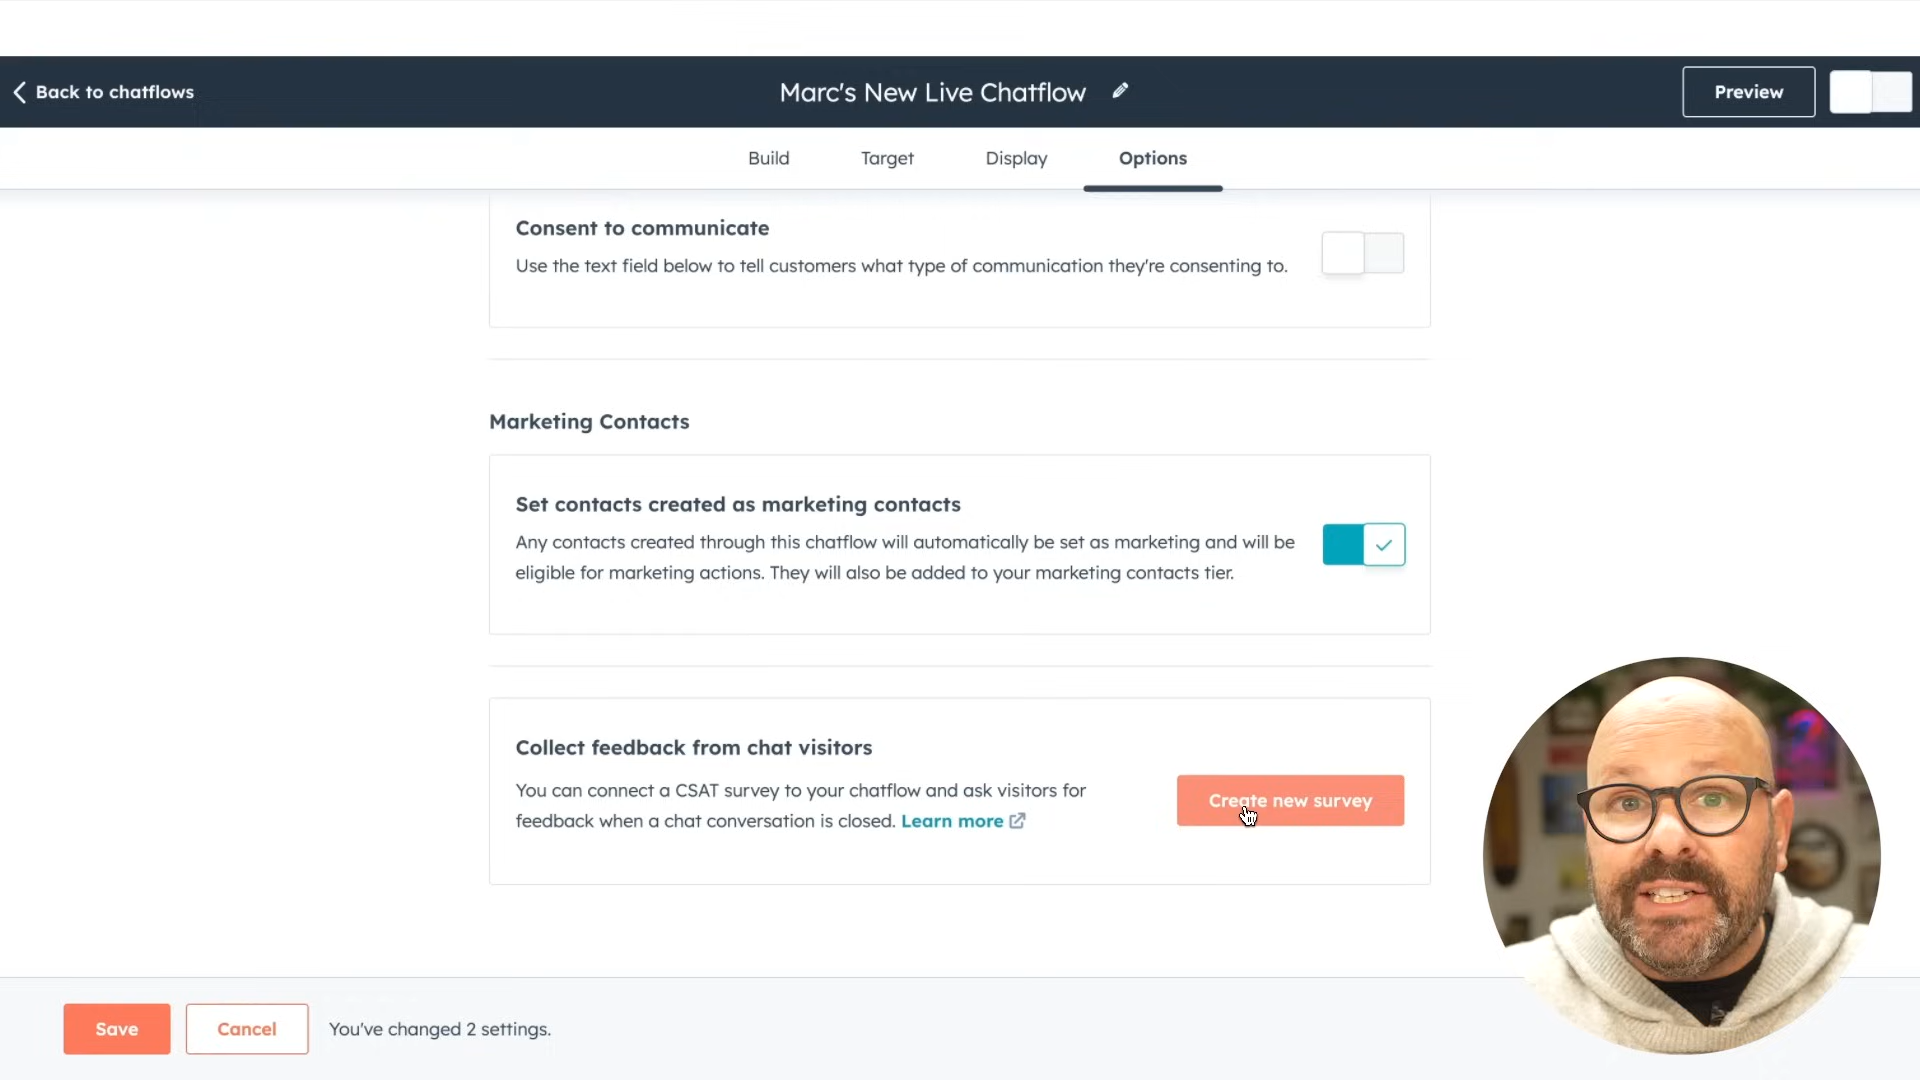 Back to chatflows
Marc's New Live Chatflow
Preview
Build
Target
Display
Options
Consent to communicate
Use the text field below to tell customers what type of communication they're consenting to.
Marketing Contacts
Set contacts created as marketing contacts
Any contacts created through this chatflow will automatically be set as marketing and will be
eligible for marketing actions. They will also be added to your marketing contacts tier.
Collect feedback from chat visitors
You can connect a CSAT survey to your chatflow and ask visitors for
feedback when a chat conversation is closed. Learn more
Create new survey
Save
Cancel
You've changed 2 settings.